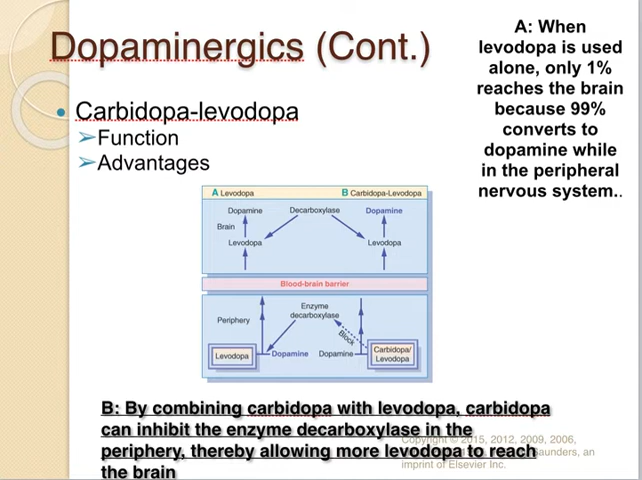 Dopaminergics (Cont.)
A: When
levodopa is used
alone, only 1%
reaches the brain
because 99%
converts to
dopamine while
in the peripheral
nervous system..
Carbidopa-levodopa
Function
Advantages
A Levodopa
B Carbidopa-Levodopa
Dopamine
Decarboxylase
Dopamine
Brain
Levodopa
Levodopa
Blood-brain barrier
Enzyme
decarboxylase
Periphery
Block
Levodopa
Dopamine
Dopamine
Carbidopa/
Levodopa
B: By combining carbidopa with levodopa, carbidopa
can inhibit the enzyme decarboxylase in the
periphery, thereby allowing more levodopa to reach
the brain
Copyright © 2015, 2012, 2009, 2006,
aunders, an
imprint of Elsevier Inc.